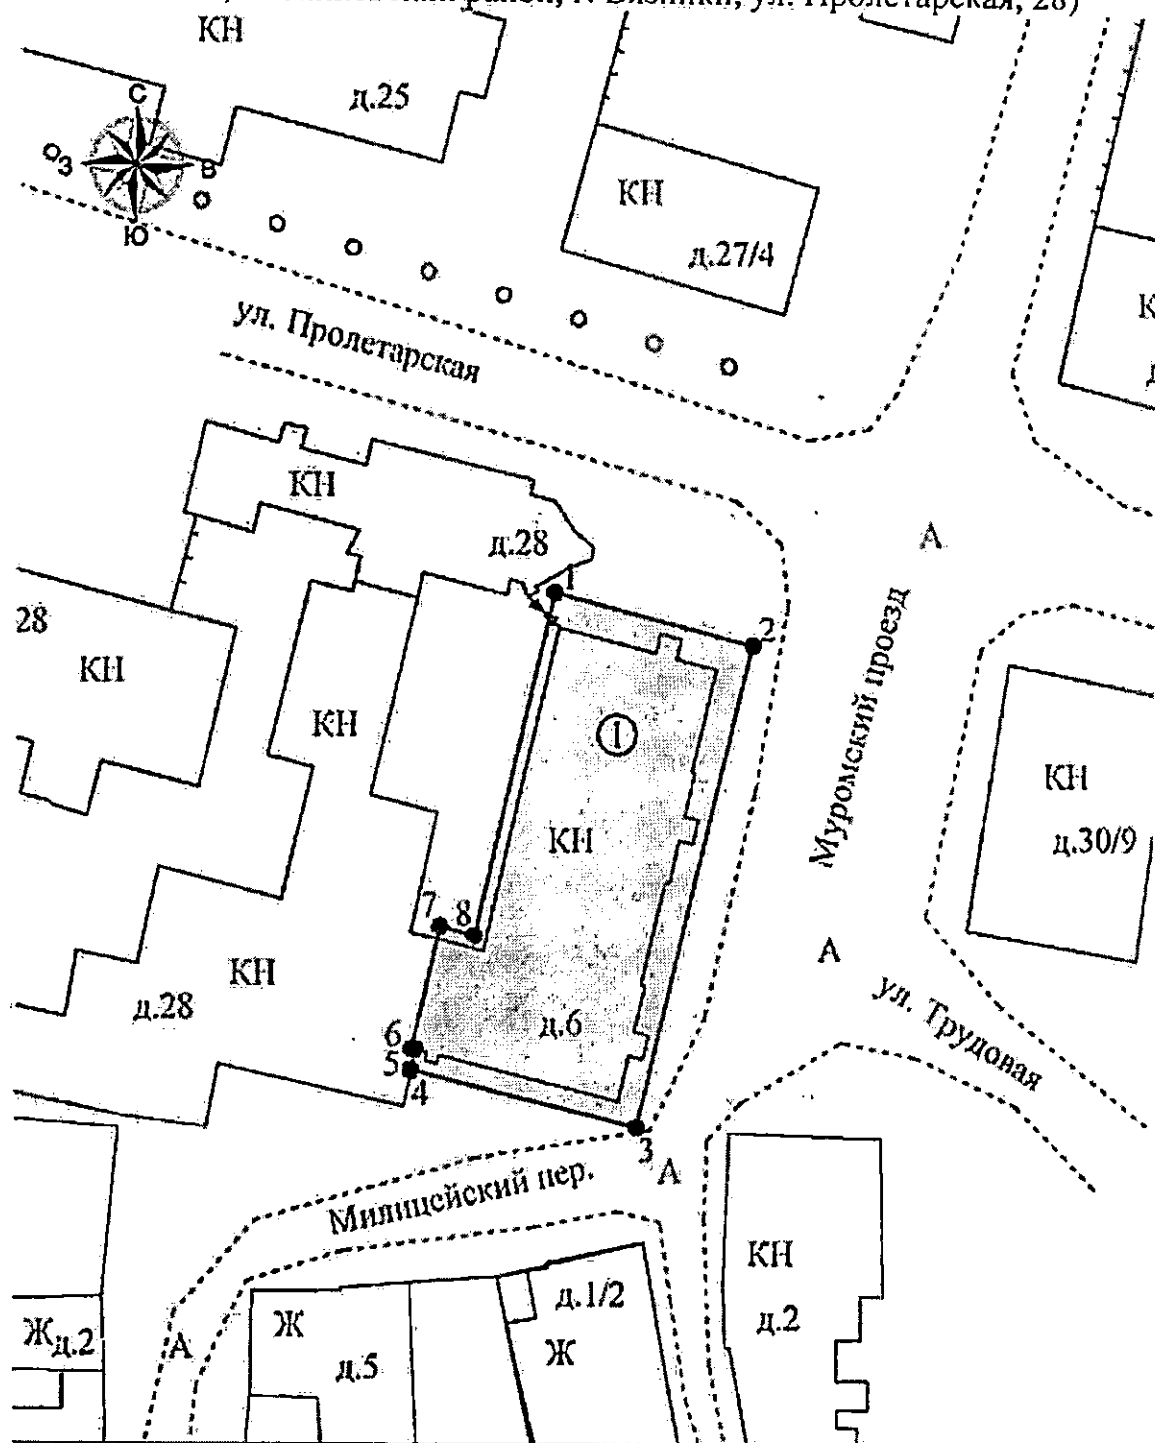 район, г. Вязники, ул. Пролетарская, 28)
КН
д.25
С
З
В
Ю
КН
д.27/4
ул. Пролетарская
КН
д.28
1
2
А
28
КН
КН
1
Муромский проезд
КН
д.30/9
КН
7
8
А
КН
д.28
ул. Трудовая
д.6
6
5
4
3
А
Милицейский пер.
КН
д.2
Ж
д.2
А
Ж
д.5
д.1/2
Ж